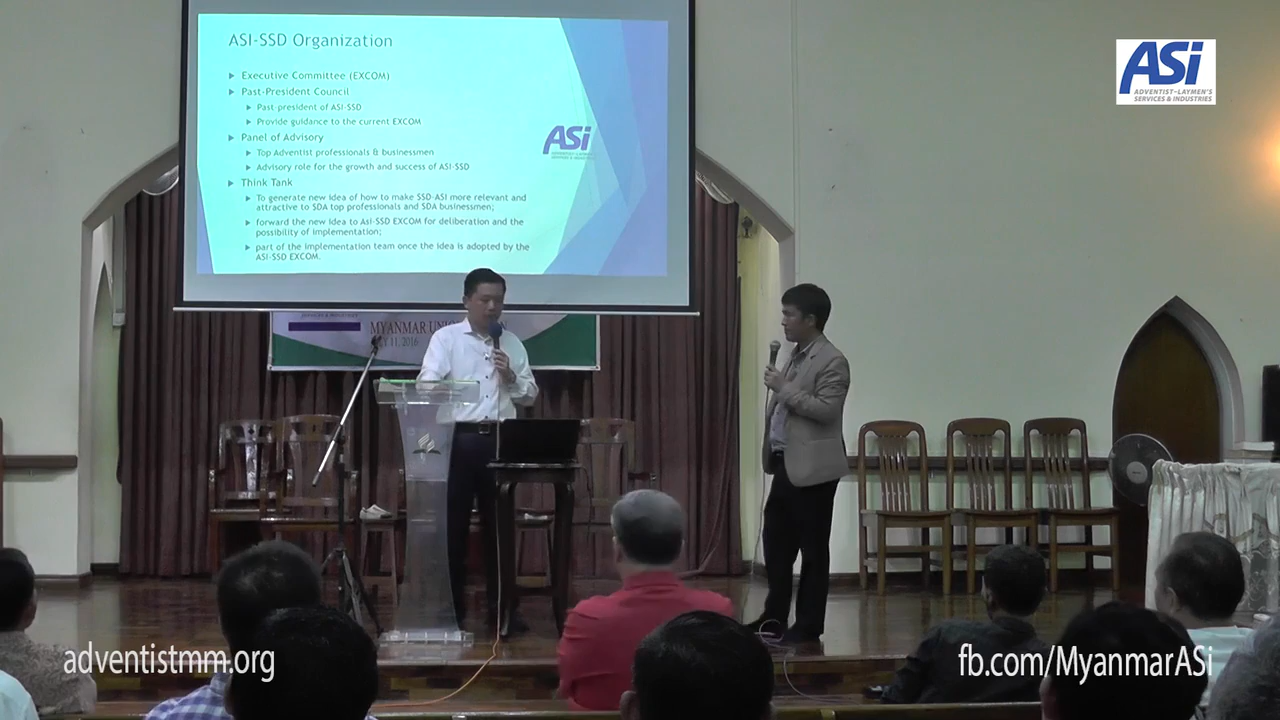 ASI-SSD Organization
Executive Committee (EXCOM)
Past-President Council
Past-president of ASI-SSD
Provide guidance to the current EXCOM
Panel of Advisory
Top Adventist professionals & businessmen
Advisory role for the growth and success of ASI-SSD
Think Tank
To generate new idea of how to make SSD-ASI more relevant and
attractive to SDA top professionals and SDA businessmen;
forward the new idea to Asi-SSD EXCOM for deliberation and the
possibility of implementation;
part of the implementation team once the idea is adopted by the
ASI-SSD EXCOM.
ASi
ASi
ADVENTIST-LAYMEN'S
SERVICES & INDUSTRIES
SERVICES & INDUSTRIES
MYANMAR
11, 2016
adventistmm.org
fb.com/MyanmarASi